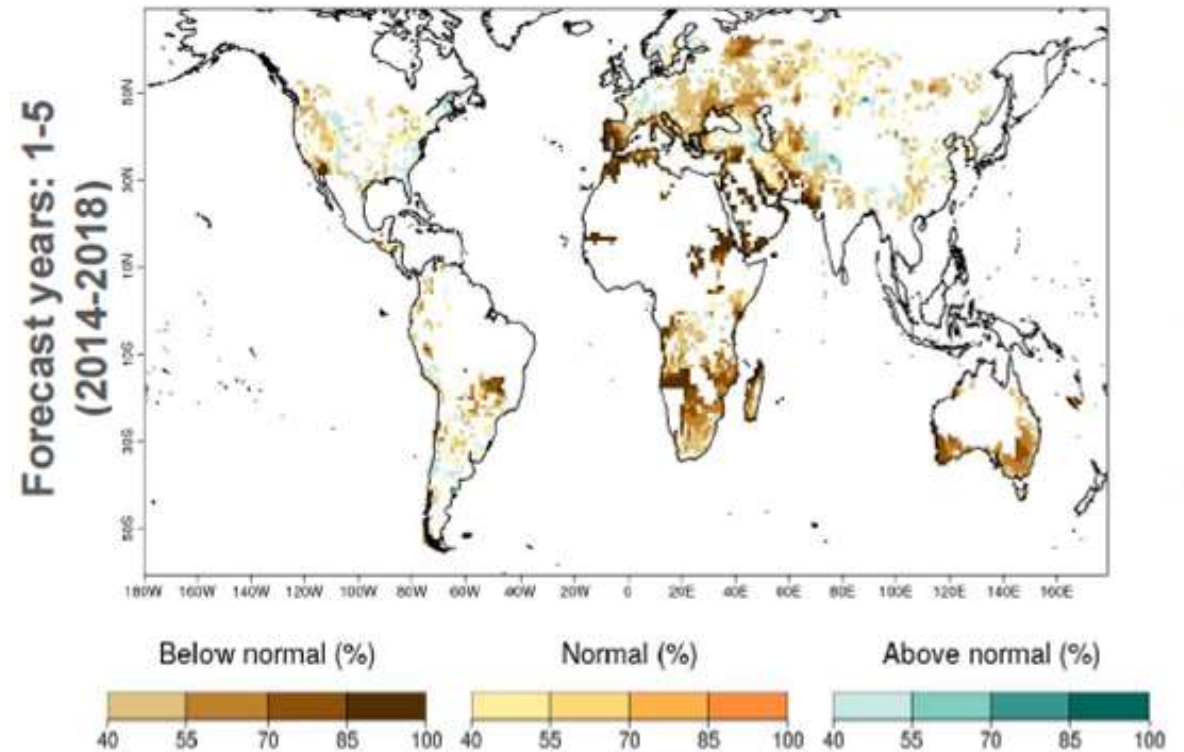 Forecast years: 1-5
(2014-2018)
50N
30N
10N
10S
30S
50S
180W 160W 140W 120W 100W 80W 60W 40W 20W 0 20E 40E 60E 80E 100E 120E 140E 160E
Below normal (%) Normal (%) Above normal (%)
40 55 70 85 100 40 55 70 85 100 40 55 70 85 100